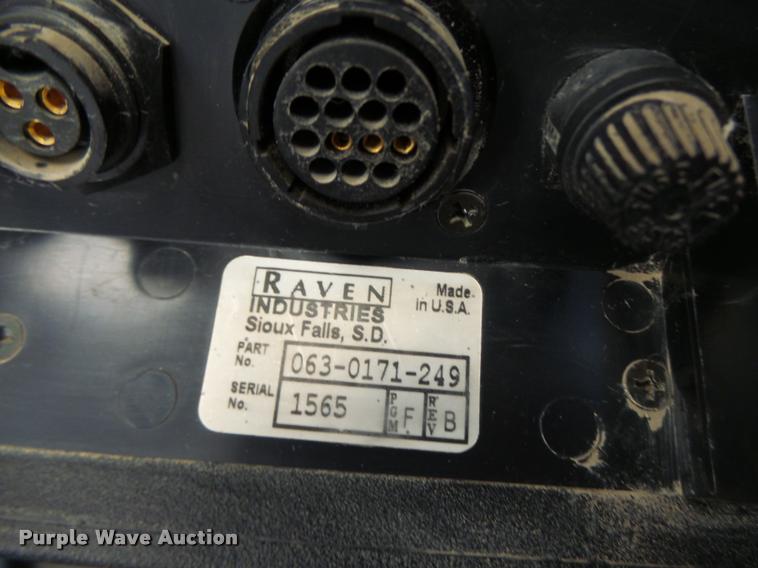 RAVEN
INDUSTRIES
Sioux Falls, S.D.
Made
in U.S.A.
PART
No.
063-0171-249
SERIAL
No.
1565
PGM
F
REV
B
Purple Wave Auction